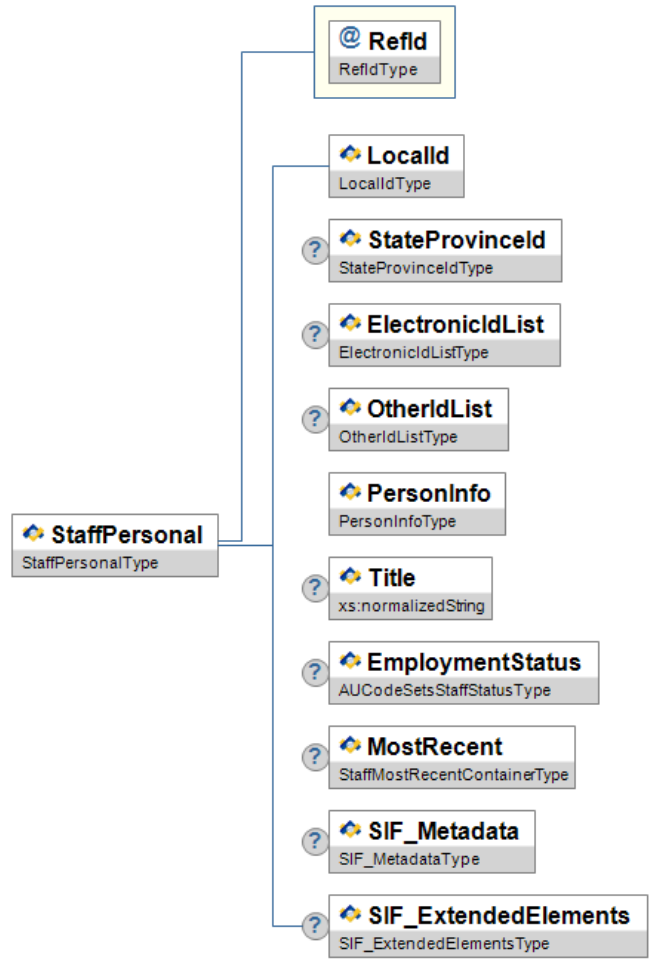 @ RefId
RefIdType
LocalId
LocalIdType
? StateProvinceId
StateProvinceIdType
? ElectronicIdList
ElectronicIdListType
? OtherIdList
OtherIdListType
StaffPersonal
StaffPersonalType
PersonInfo
PersonInfoType
? Title
xs:normalizedString
? EmploymentStatus
AUCodeSetsStaffStatusType
? MostRecent
StaffMostRecentContainerType
? SIF_Metadata
SIF_MetadataType
? SIF_ExtendedElements
SIF_ExtendedElementsType